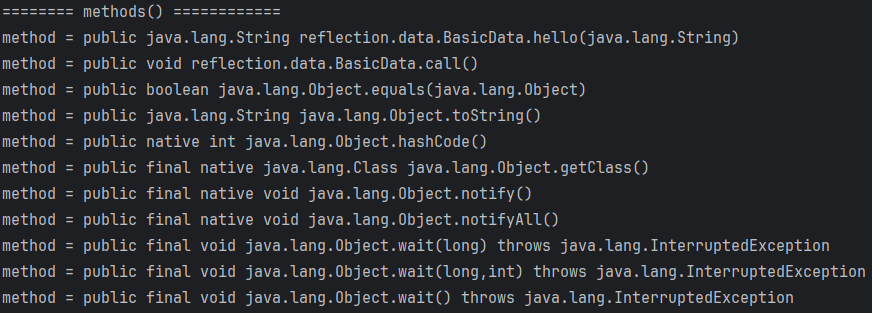 ======== methods() ============
method = public java.lang.String reflection.data.BasicData.hello(java.lang.String)
method = public void reflection.data.BasicData.call()
method = public boolean java.lang.Object.equals(java.lang.Object)
method = public java.lang.String java.lang.Object.toString()
method = public native int java.lang.Object.hashCode()
method = public final native java.lang.Class java.lang.Object.getClass()
method = public final native void java.lang.Object.notify()
method = public final native void java.lang.Object.notifyAll()
method = public final void java.lang.Object.wait(long) throws java.lang.InterruptedException
method = public final void java.lang.Object.wait(long,int) throws java.lang.InterruptedException
method = public final void java.lang.Object.wait() throws java.lang.InterruptedException